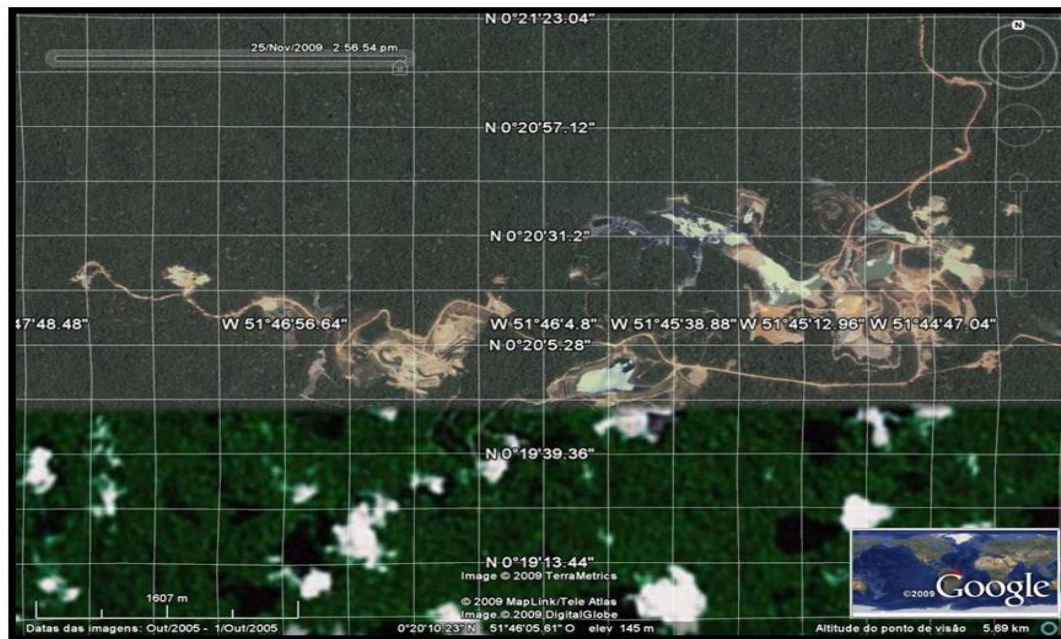 N 0°21'23.04"
25/Nov/2009 2:56:54 pm
N
N 0°20'57.12"
N 0°20'31.2"
47'48.48" W 51°46'56.64" W 51°46'4.8" W 51°45'38.88" W 51°45'12.96" W 51°44'47.04"
N 0°20'5.28"
N 0°19'39.36"
N 0°19'13.44"
Image © 2009 TerraMetrics
1607 m
© 2009 MapLink/Tele Atlas
Image © 2009 DigitalGlobe
©2009 Google
Datas das imagens: Out/2005 - 1/Out/2005 0°20'10.23" N 51°46'05.61" O elev 145 m Altitude do ponto de visão 5.69 km